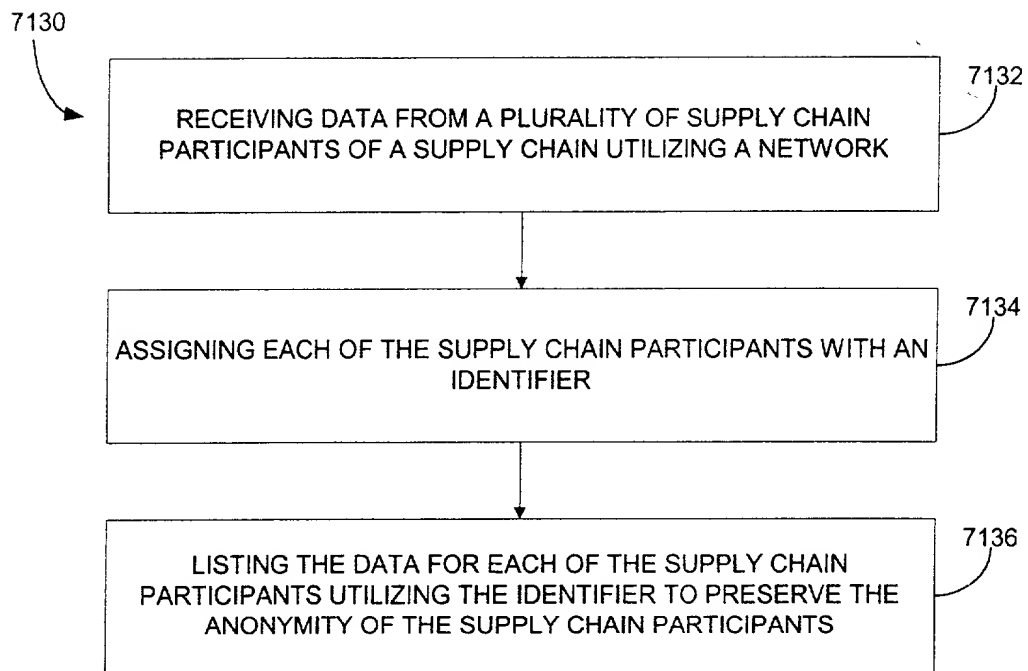 7130
7132
RECEIVING DATA FROM A PLURALITY OF SUPPLY CHAIN
PARTICIPANTS OF A SUPPLY CHAIN UTILIZING A NETWORK
7134
ASSIGNING EACH OF THE SUPPLY CHAIN PARTICIPANTS WITH AN
IDENTIFIER
7136
LISTING THE DATA FOR EACH OF THE SUPPLY CHAIN
PARTICIPANTS UTILIZING THE IDENTIFIER TO PRESERVE THE
ANONYMITY OF THE SUPPLY CHAIN PARTICIPANTS